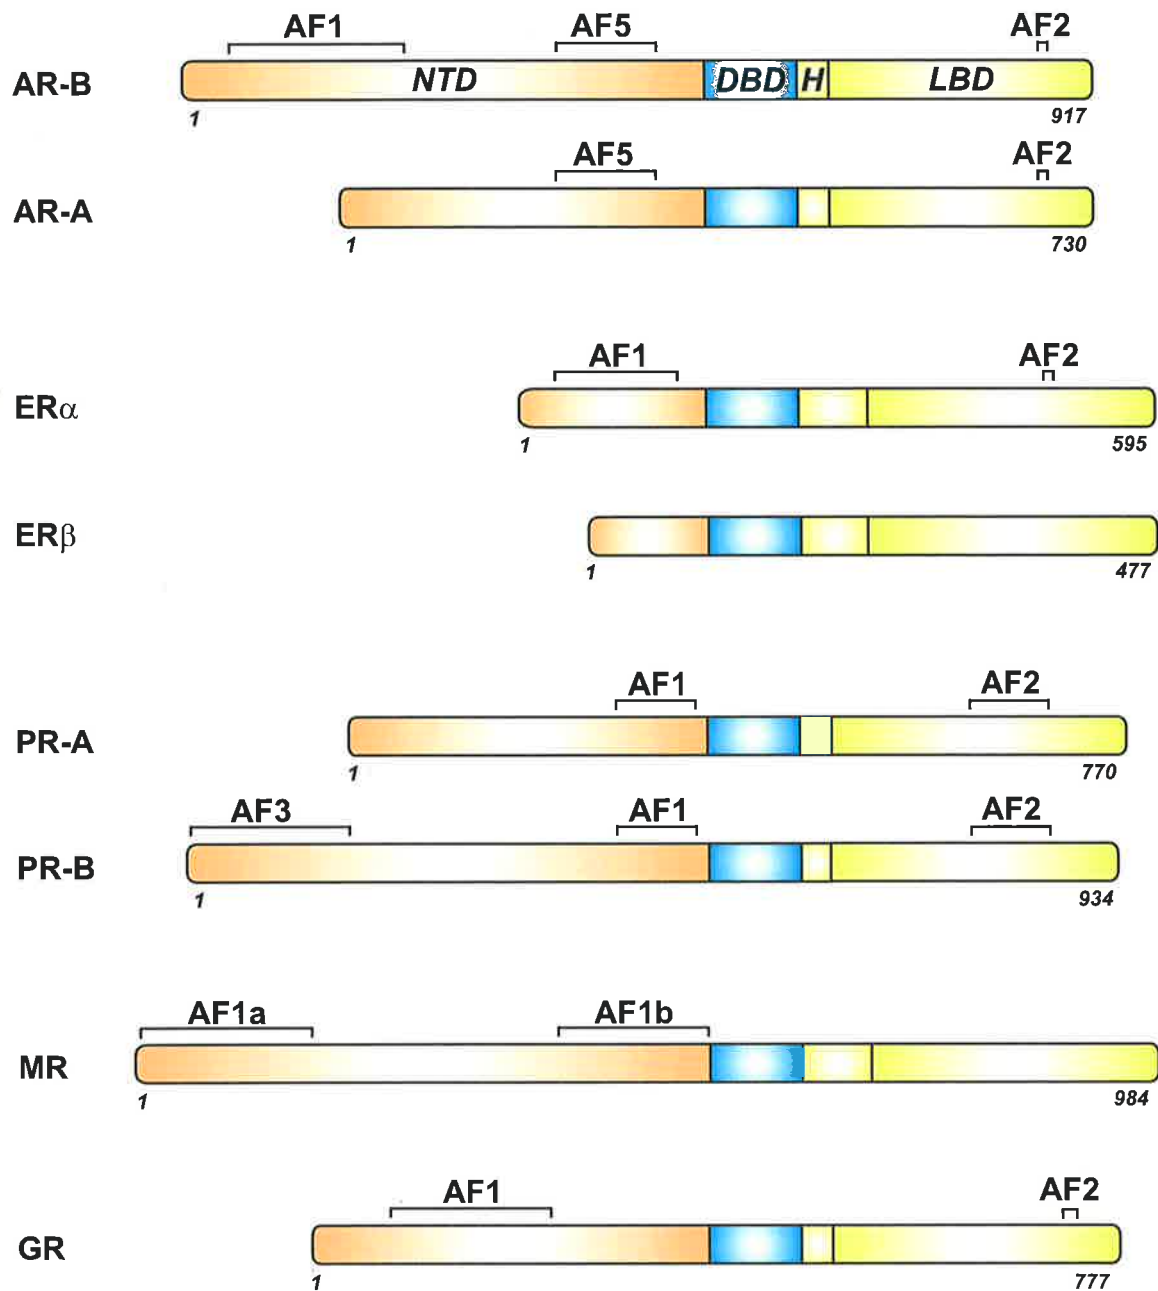 AF1 AF5 AF2
AR-B NTD DBD H LBD
1 917
AF5 AF2
AR-A
1 730
AF1 AF2
ERα
1 595
ERβ
1 477
AF1 AF2
PR-A
1 770
AF3 AF1 AF2
PR-B
1 934
AF1a AF1b
MR
1 984
AF1 AF2
GR
1 777